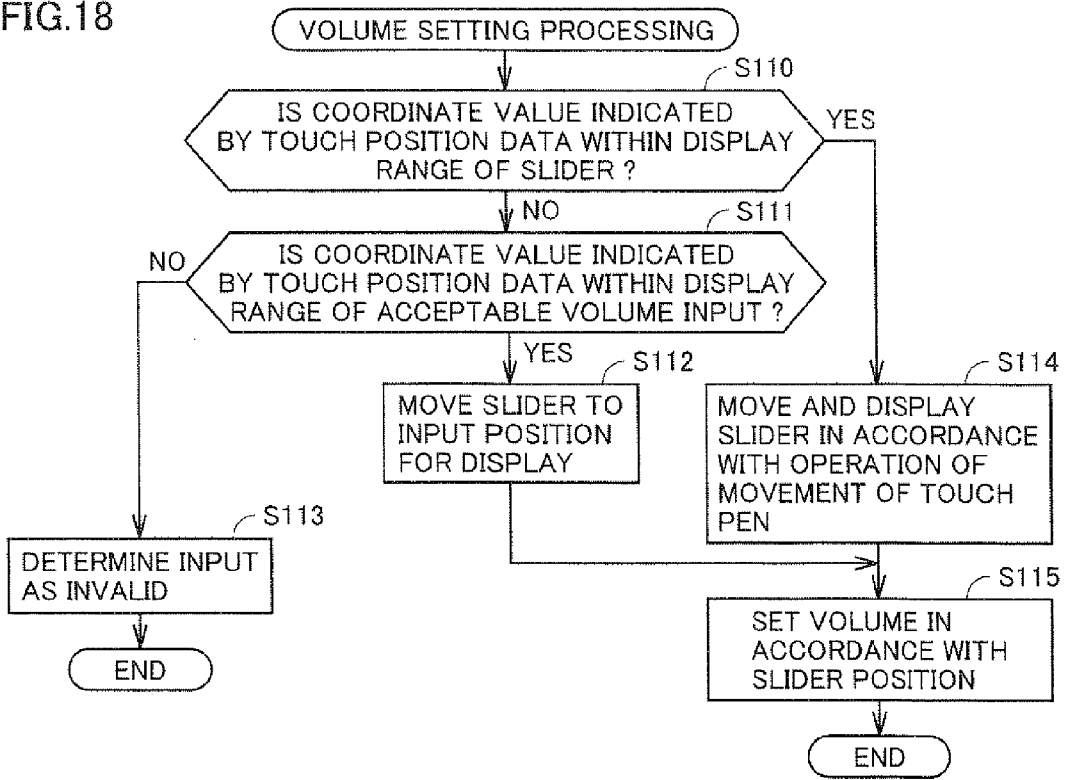 FIG.18
VOLUME SETTING PROCESSING
S110
IS COORDINATE VALUE INDICATED
BY TOUCH POSITION DATA WITHIN DISPLAY
RANGE OF SLIDER ?
YES
NO
S111
IS COORDINATE VALUE INDICATED
BY TOUCH POSITION DATA WITHIN DISPLAY
RANGE OF ACCEPTABLE VOLUME INPUT ?
NO
YES
S112
MOVE SLIDER TO
INPUT POSITION
FOR DISPLAY
S114
MOVE AND DISPLAY
SLIDER IN ACCORDANCE
WITH OPERATION OF
MOVEMENT OF TOUCH
PEN
S113
DETERMINE INPUT
AS INVALID
END
S115
SET VOLUME IN
ACCORDANCE WITH
SLIDER POSITION
END